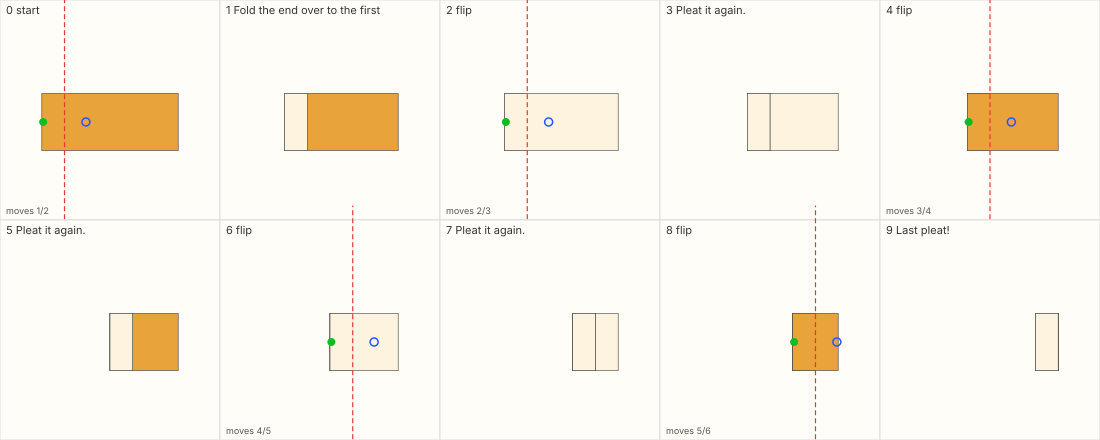 0 start
1 Fold the end over to the first
2 flip
3 Pleat it again.
4 flip
moves 1/2
moves 2/3
moves 3/4
5 Pleat it again.
6 flip
7 Pleat it again.
8 flip
9 Last pleat!
moves 4/5
moves 5/6